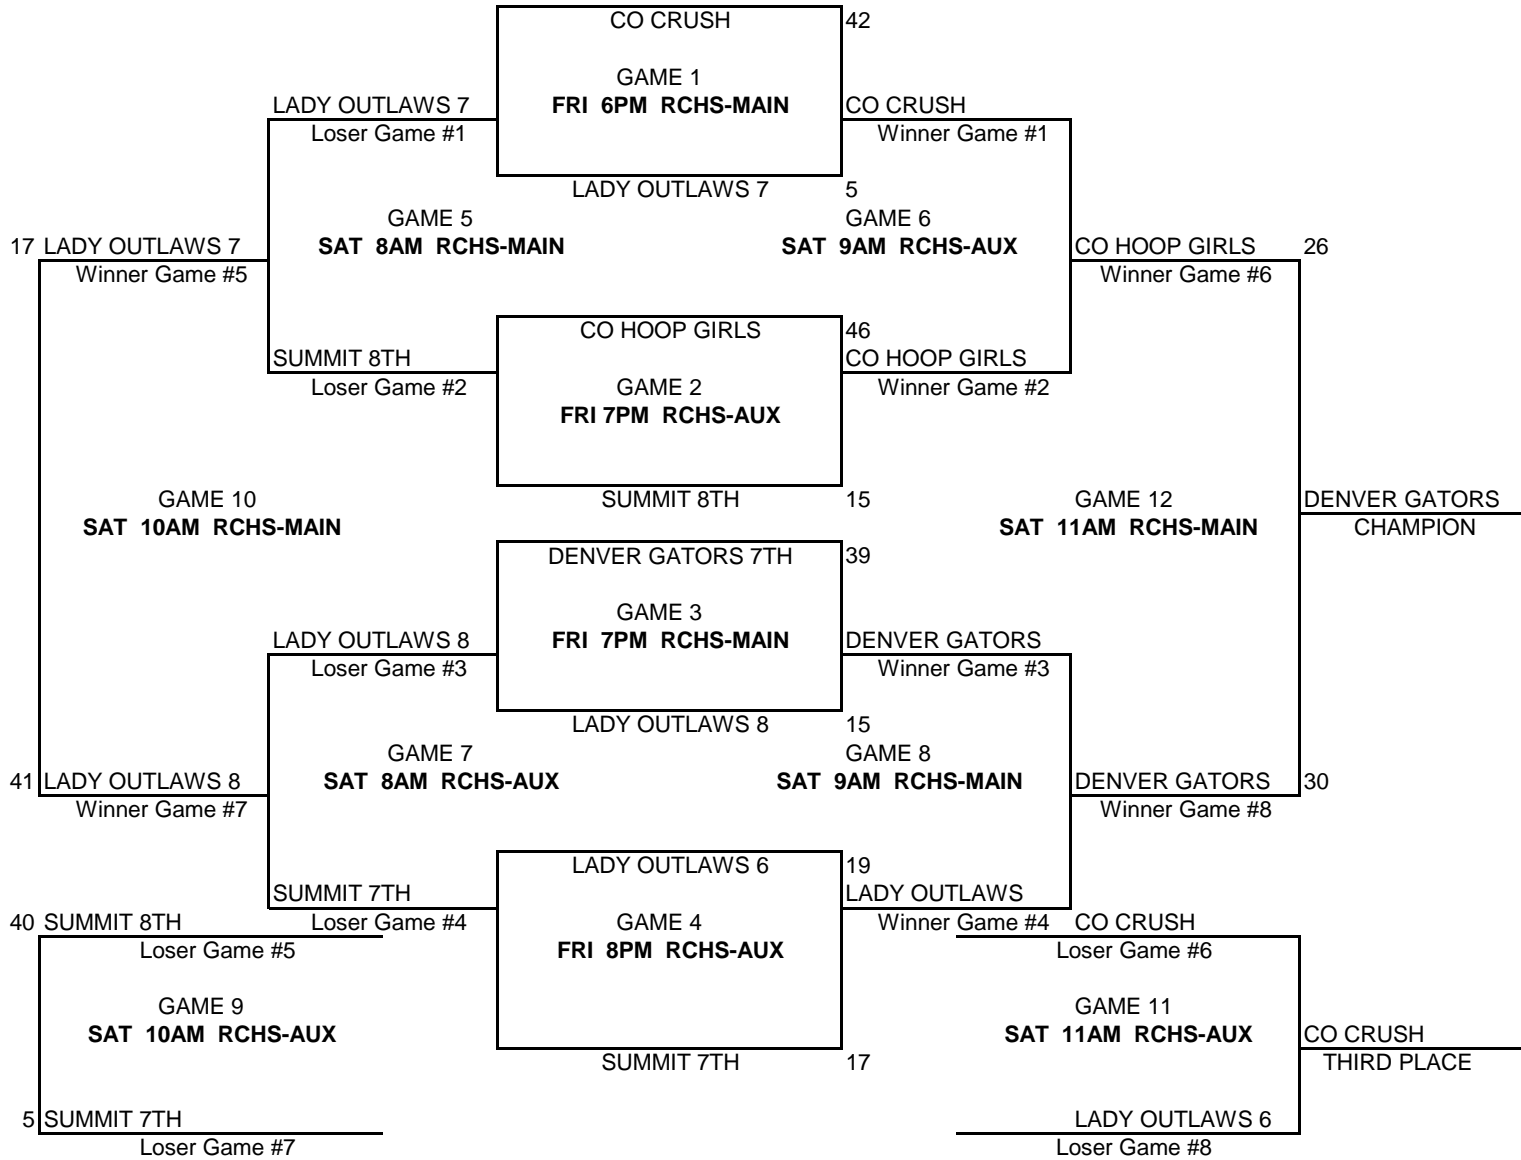 CO CRUSH 42
GAME 1
LADY OUTLAWS 7 FRI 6PM RCHS-MAIN CO CRUSH
Loser Game #1 Winner Game #1
LADY OUTLAWS 7 5
GAME 5 GAME 6
17 LADY OUTLAWS 7 SAT 8AM RCHS-MAIN SAT 9AM RCHS-AUX CO HOOP GIRLS 26
Winner Game #5 Winner Game #6
CO HOOP GIRLS 46
SUMMIT 8TH CO HOOP GIRLS
Loser Game #2 GAME 2 Winner Game #2
FRI 7PM RCHS-AUX
GAME 10 SUMMIT 8TH 15 GAME 12 DENVER GATORS
SAT 10AM RCHS-MAIN SAT 11AM RCHS-MAIN CHAMPION
DENVER GATORS 7TH 39
GAME 3
LADY OUTLAWS 8 FRI 7PM RCHS-MAIN DENVER GATORS
Loser Game #3 Winner Game #3
LADY OUTLAWS 8 15
GAME 7 GAME 8
41 LADY OUTLAWS 8 SAT 8AM RCHS-AUX SAT 9AM RCHS-MAIN DENVER GATORS 30
Winner Game #7 Winner Game #8
LADY OUTLAWS 6 19
SUMMIT 7TH LADY OUTLAWS
40 SUMMIT 8TH Loser Game #4 GAME 4 Winner Game #4 CO CRUSH
Loser Game #5 FRI 8PM RCHS-AUX Loser Game #6
GAME 9 GAME 11
SAT 10AM RCHS-AUX SAT 11AM RCHS-AUX CO CRUSH
SUMMIT 7TH 17 THIRD PLACE
5 SUMMIT 7TH LADY OUTLAWS 6
Loser Game #7 Loser Game #8